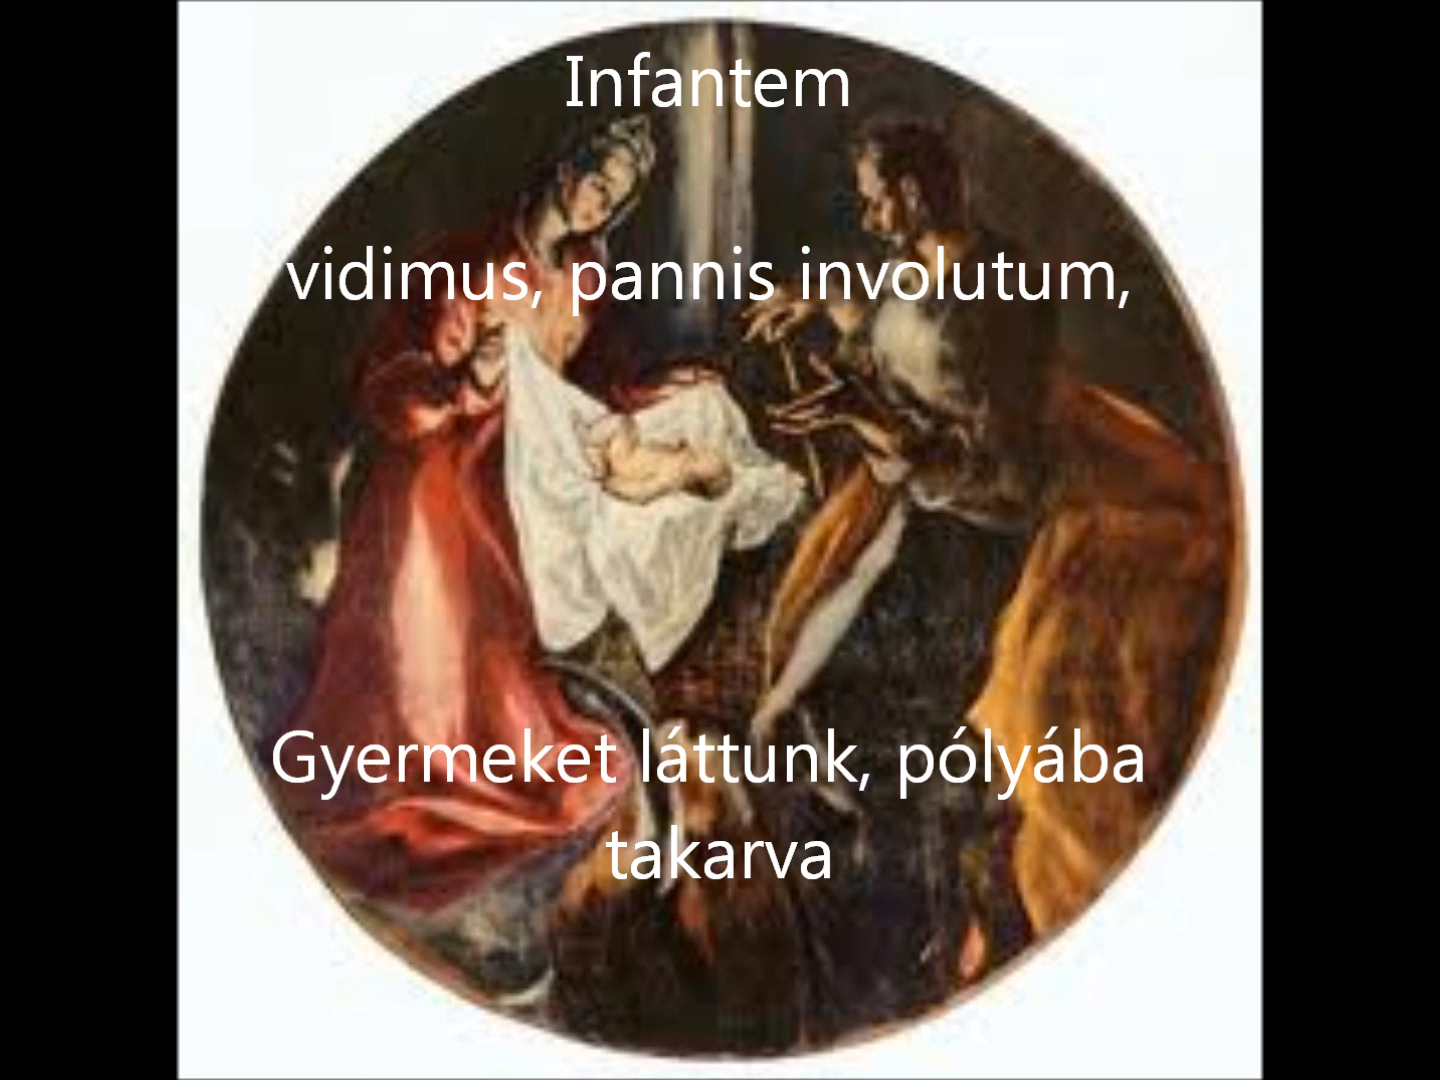 Infantem
vidimus, pannis involutum,
Gyermeket láttunk, pólyába
takarva